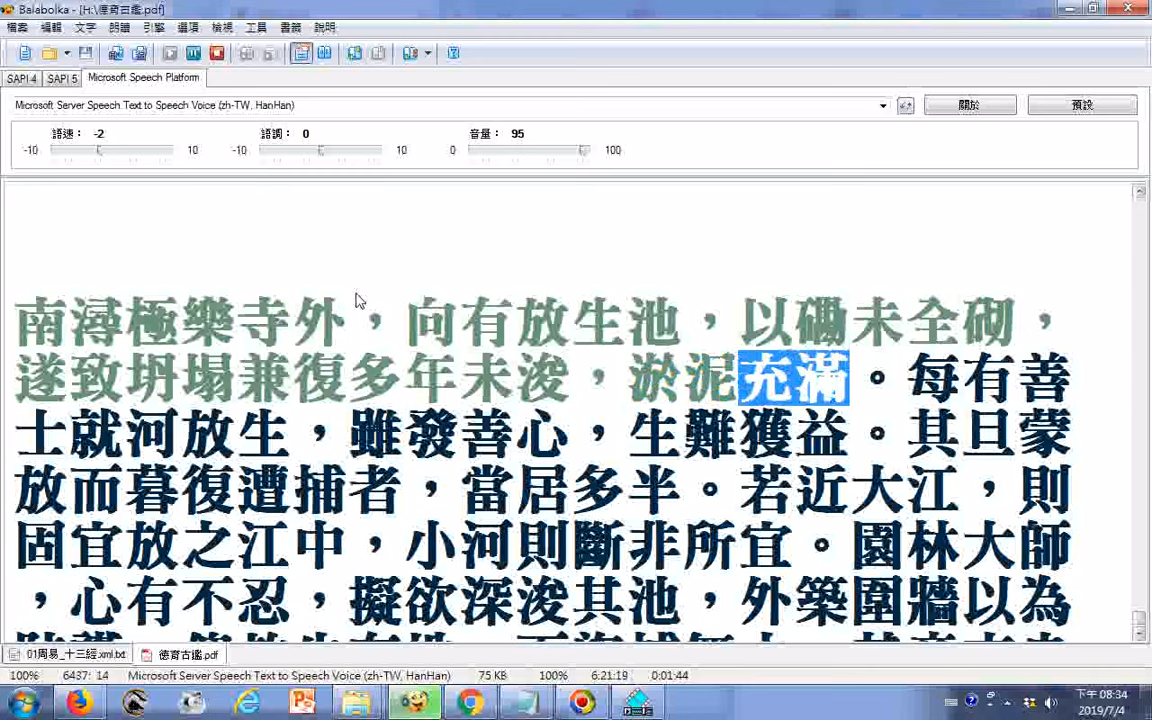 Balabolka - [H:\德育古鑑.pdf]
檔案 編輯 文字 朗讀 引擎 選項 檢視 工具 書籤 說明
SAPI 4 SAPI 5 Microsoft Speech Platform
Microsoft Server Speech Text to Speech Voice (zh-TW, HanHan) 關於 預設
語速： -2 語調： 0 音量： 95
-10 10 -10 10 0 100
南潯極樂寺外，向有放生池，以磡未全砌，
遂致坍塌兼復多年未浚，淤泥充滿。每有善
士就河放生，雖發善心，生難獲益。其旦蒙
放而暮復遭捕者，當居多半。若近大江，則
固宜放之江中，小河則斷非所宜。園林大師
，心有不忍，擬欲深浚其池，外築圍牆以為
01周易_十三經.xml.txt 德育古鑑.pdf
100% 6437: 14 Microsoft Server Speech Text to Speech Voice (zh-TW, HanHan) 75 KB 100% 6:21:19 0:01:44
下午 08:34
2019/7/4